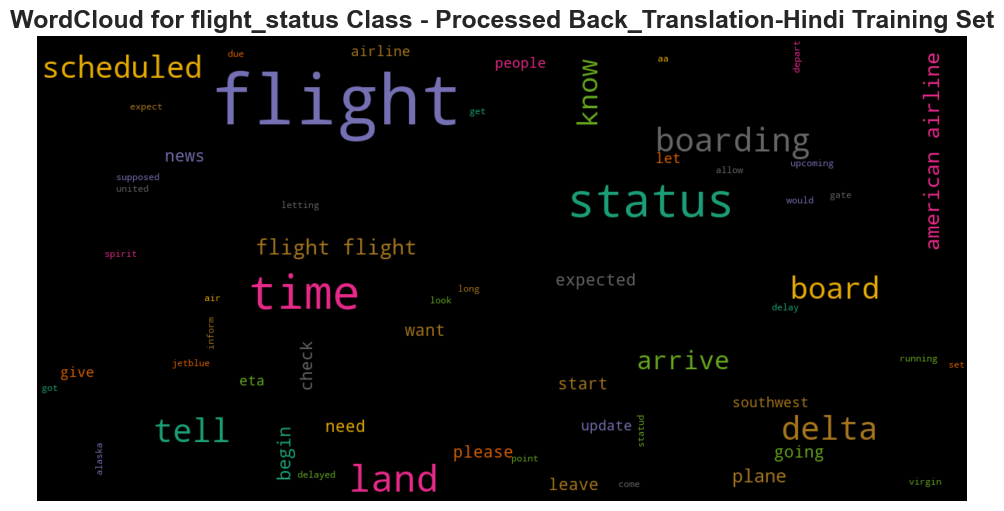 WordCloud for flight_status Class - Processed Back_Translation-Hindi Training Set
due
airline
people
aa
depart
scheduled
flight
know
american airline
expect
get
boarding
news
let
upcoming
allow
supposed
united
status
would
gate
letting
flight flight
spirit
expected
time
board
air
look
long
delay
inform
want
check
arrive
running
jetblue
set
give
eta
start
got
southwest
tell
need
update
statud
delta
begin
please
going
alaska
point
delayed
land
leave
come
plane
virgin